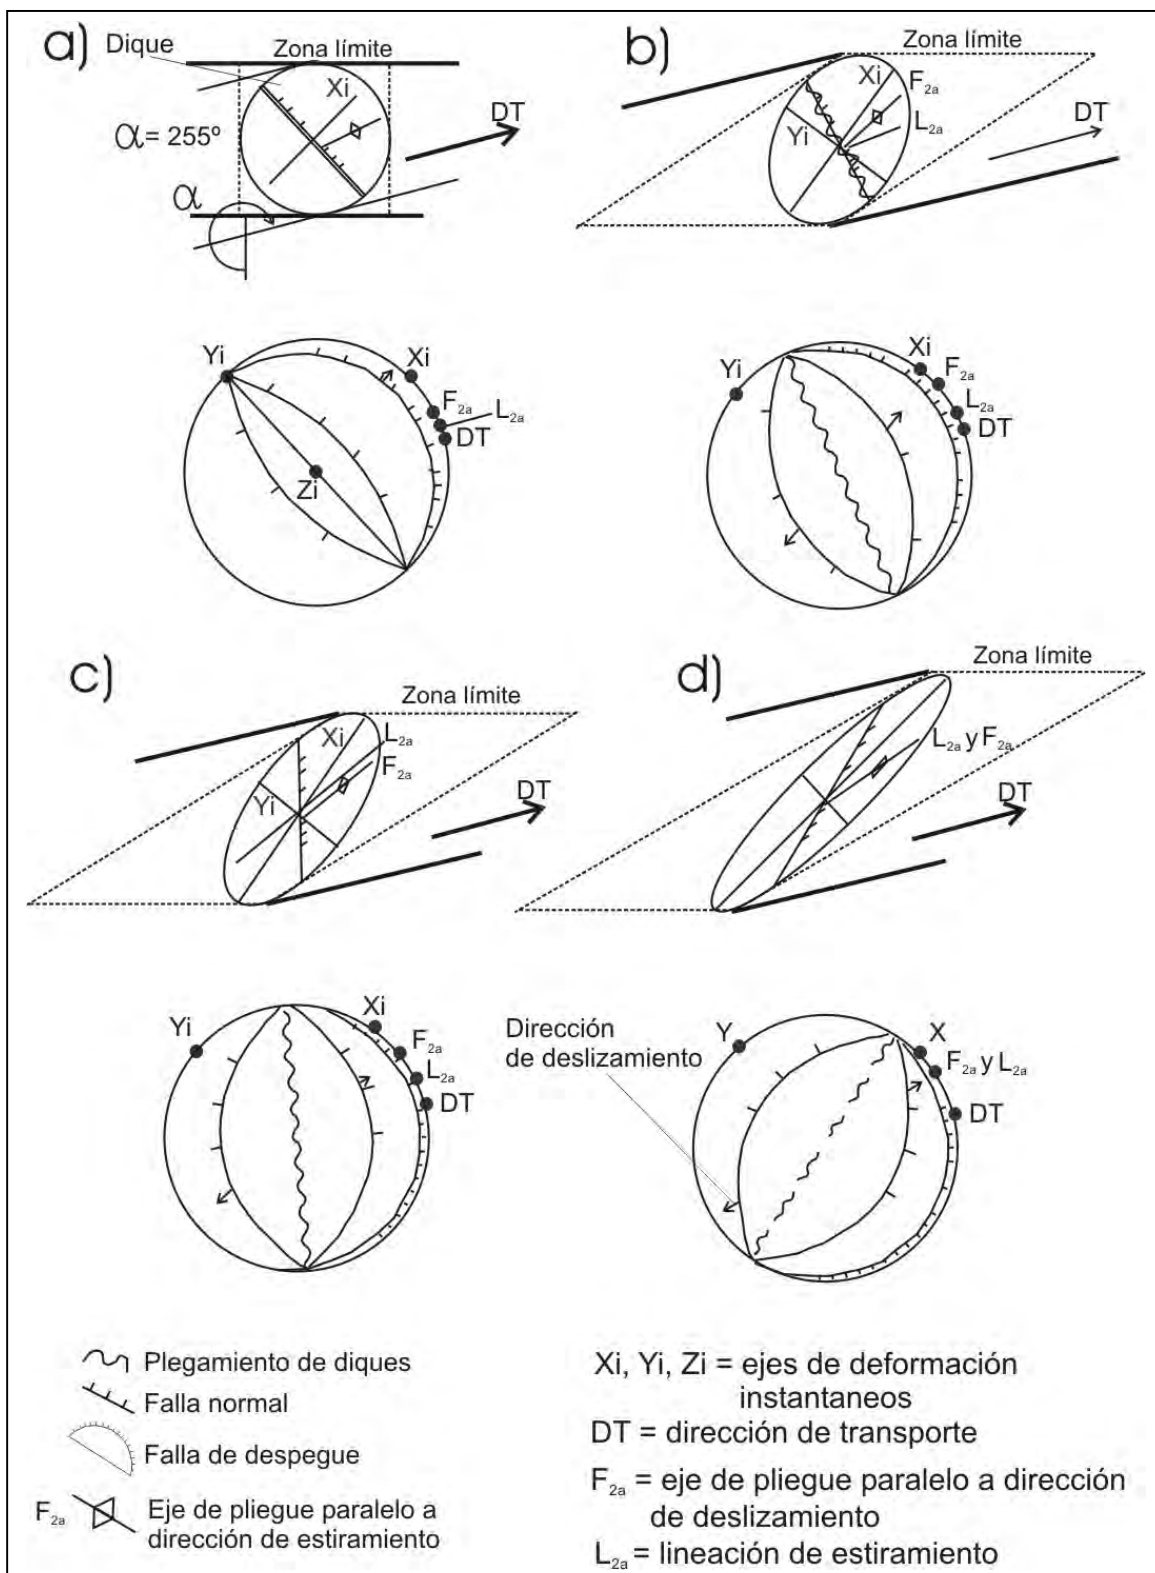 a)
Dique
Zona límite
Xi
DT
α = 255º
α
b)
Zona límite
Xi
F2a
L2a
Yi
DT
Yi
Xi
F2a
L2a
DT
Zi
Yi
Xi
F2a
L2a
DT
c)
Zona límite
Xi
L2a
F2a
Yi
DT
d)
Zona límite
L2a y F2a
DT
Yi
Xi
F2a
L2a
DT
Dirección
de deslizamiento
Y
X
F2a y L2a
DT
Plegamiento de diques
Falla normal
Falla de despegue
F2a Eje de pliegue paralelo a
dirección de estiramiento
Xi, Yi, Zi = ejes de deformación
instantaneos
DT = dirección de transporte
F2a = eje de pliegue paralelo a dirección
de deslizamiento
L2a = lineación de estiramiento